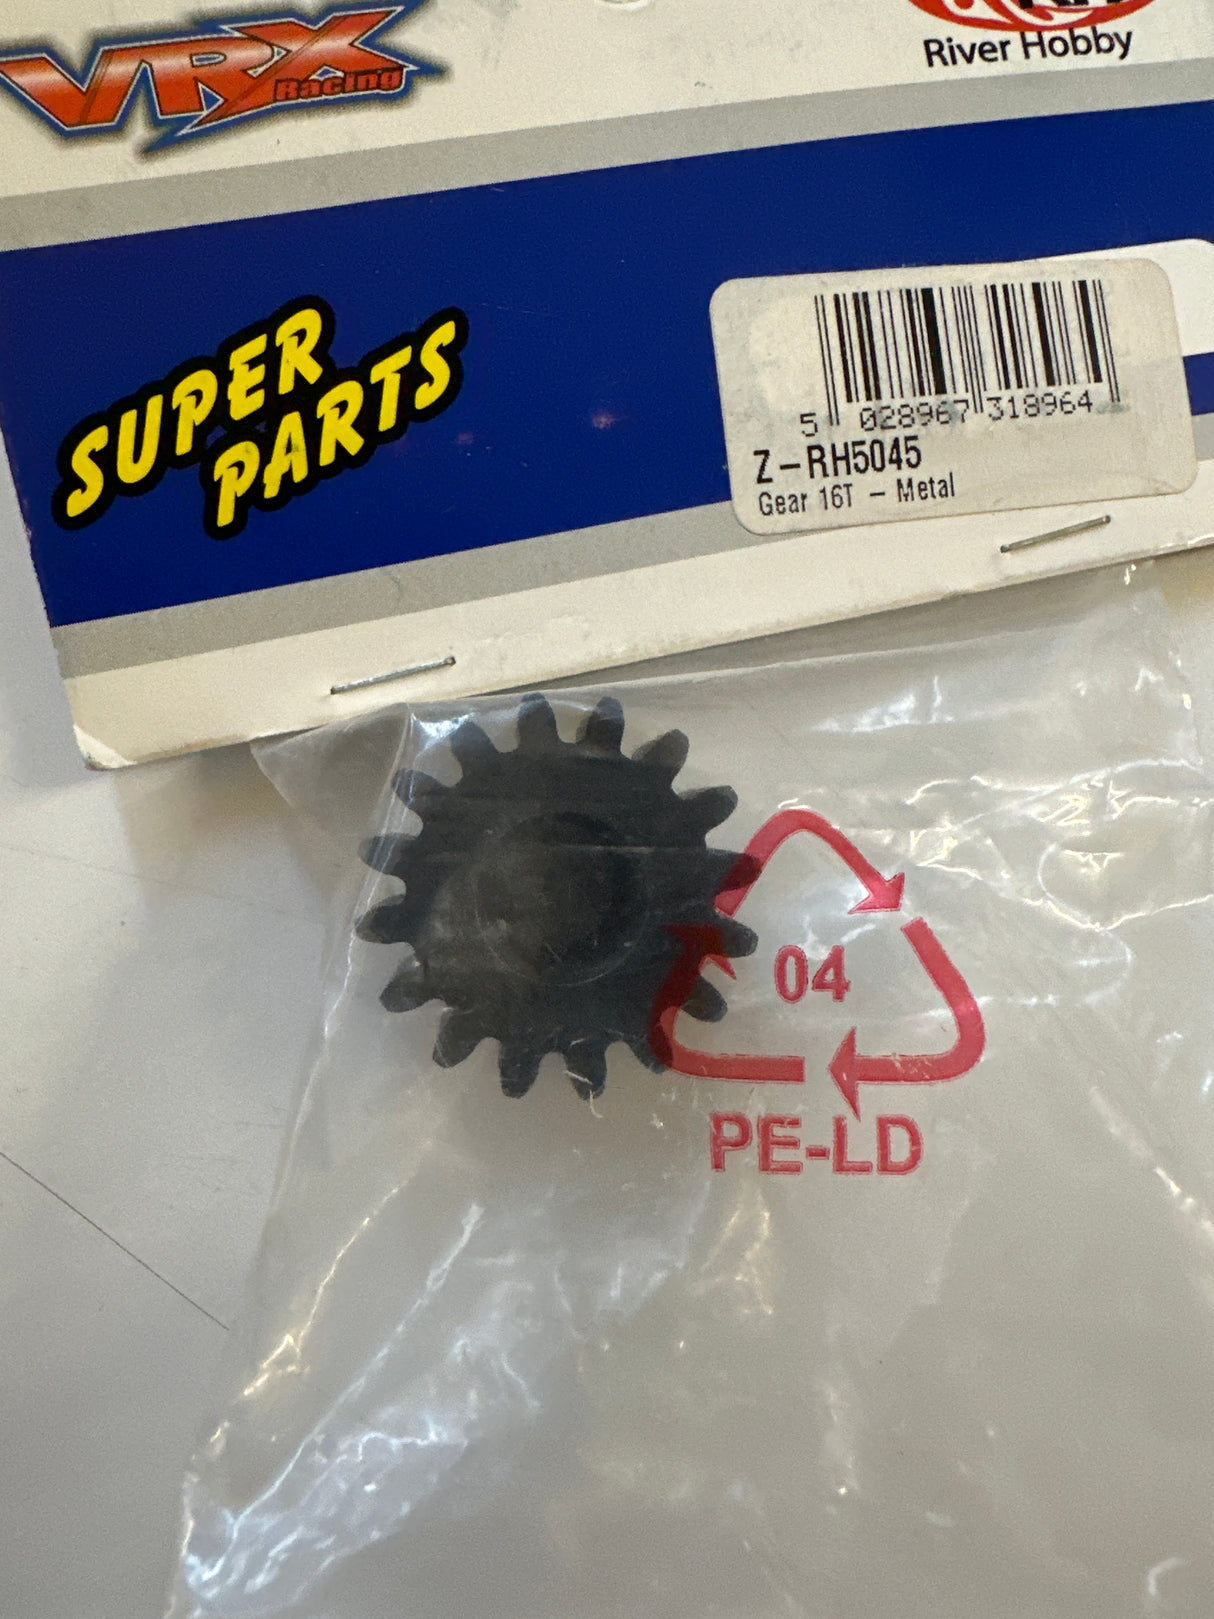 VRX
Racing
River Hobby
SUPER
PARTS
5 028967 318964
Z-RH5045
Gear 16T - Metal
04
PE-LD